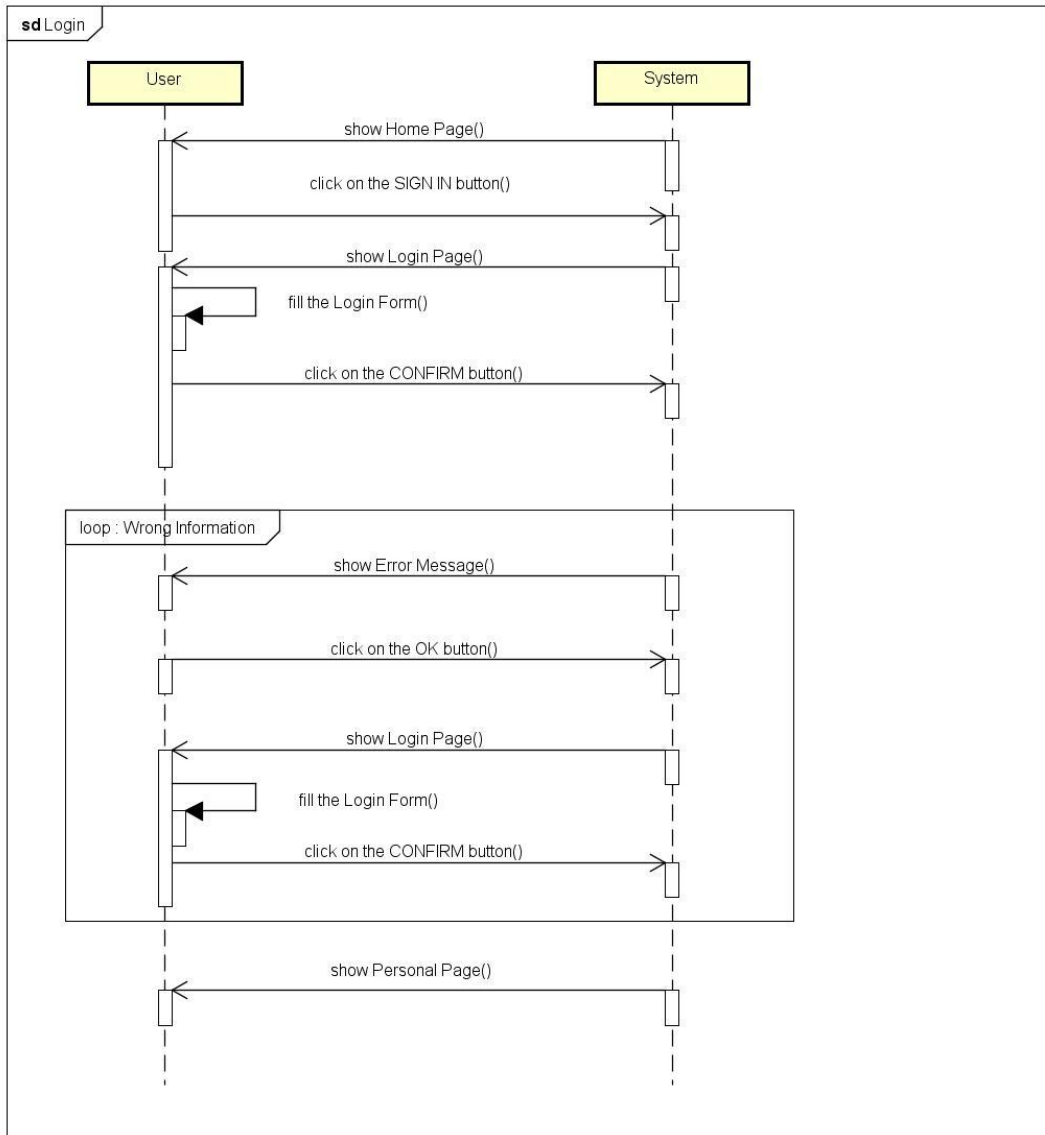 sd Login
User
System
show Home Page()
click on the SIGN IN button()
show Login Page()
fill the Login Form()
click on the CONFIRM button()
loop : Wrong Information
show Error Message()
click on the OK button()
show Login Page()
fill the Login Form()
click on the CONFIRM button()
show Personal Page()